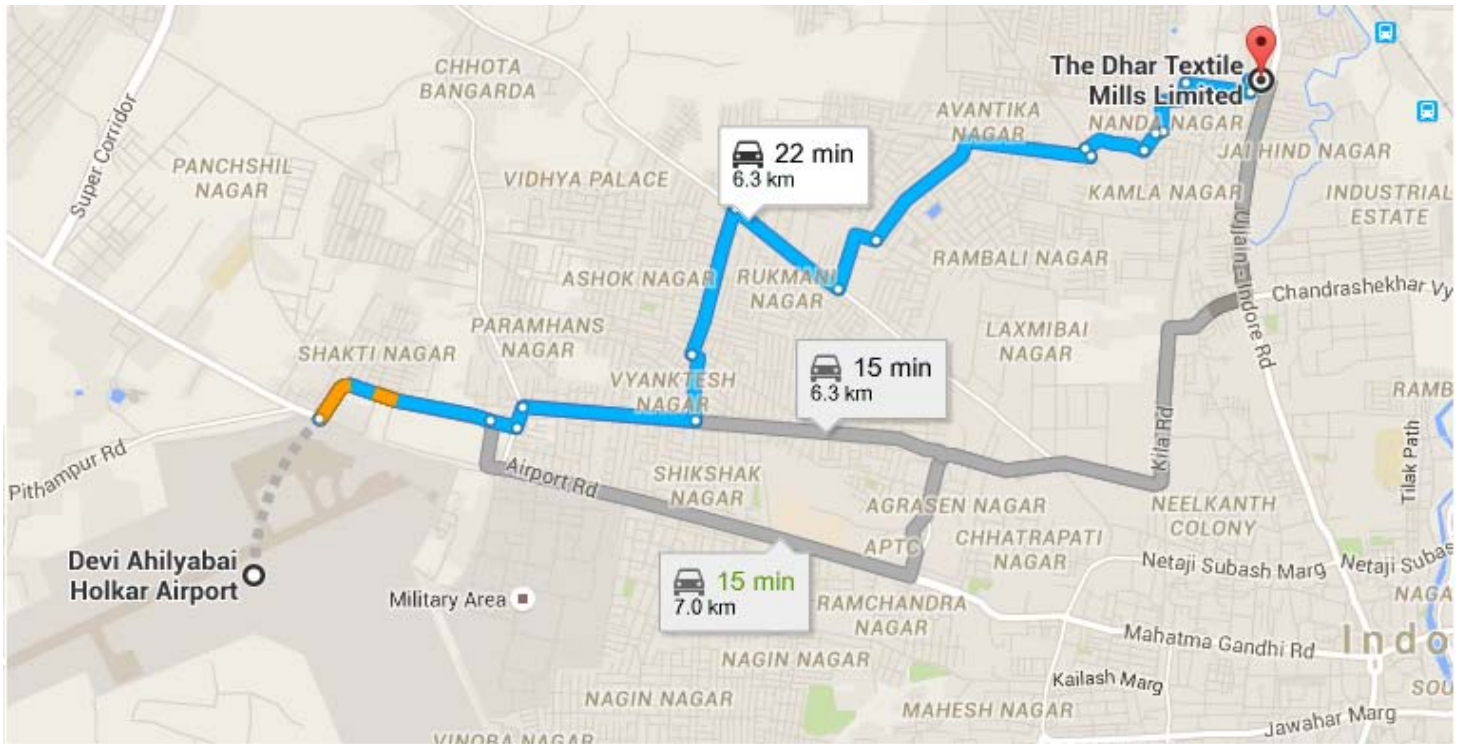 The Dhar Textile
Mills Limited
CHHOTA
BANGARDA
Super Corridor
AVANTIKA
NAGAR
NANDA NAGAR
JAI HIND NAGAR
PANCHSHIL
NAGAR
VIDHYA PALACE
22 min
6.3 km
KAMLA NAGAR
INDUSTRIAL
ESTATE
Ujjain - Indore Rd
ASHOK NAGAR
RUKMANI
NAGAR
RAMBALI NAGAR
Chandrashekhar Vy
PARAMHANS
NAGAR
LAXMIBAI
NAGAR
SHAKTI NAGAR
15 min
6.3 km
VYANKTESH
NAGAR
RAMB
Kila Rd
Tilak Path
Pithampur Rd
Airport Rd
SHIKSHAK
NAGAR
AGRASEN NAGAR
NEELKANTH
COLONY
APTC
CHHATRAPATI
NAGAR
Devi Ahilyabai
Holkar Airport
Netaji Subash Marg
Netaji Subas
NAGA
15 min
7.0 km
Military Area
RAMCHANDRA
NAGAR
Mahatma Gandhi Rd
Indo
NAGIN NAGAR
Kailash Marg
SOU
NAGIN NAGAR
MAHESH NAGAR
Jawahar Marg
VINOBA NAGAR